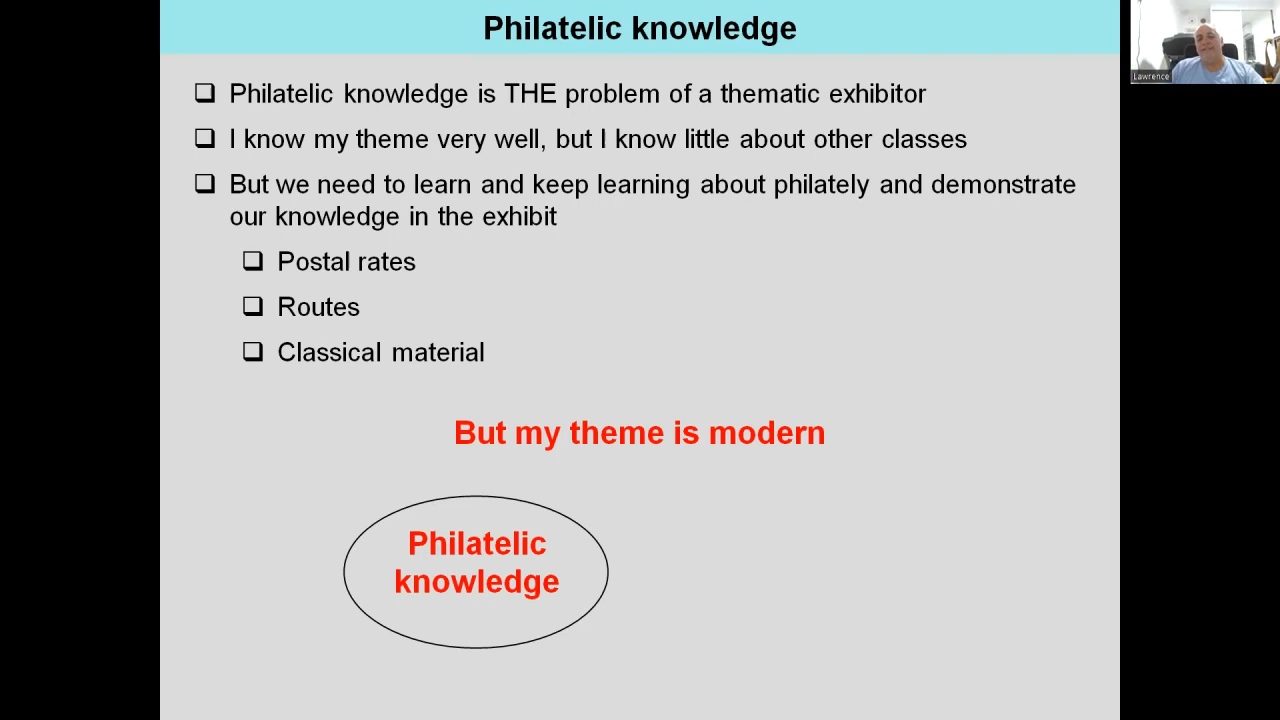 Philatelic knowledge
Lawrence
Philatelic knowledge is THE problem of a thematic exhibitor
I know my theme very well, but I know little about other classes
But we need to learn and keep learning about philately and demonstrate
our knowledge in the exhibit
Postal rates
Routes
Classical material
But my theme is modern
Philatelic
knowledge